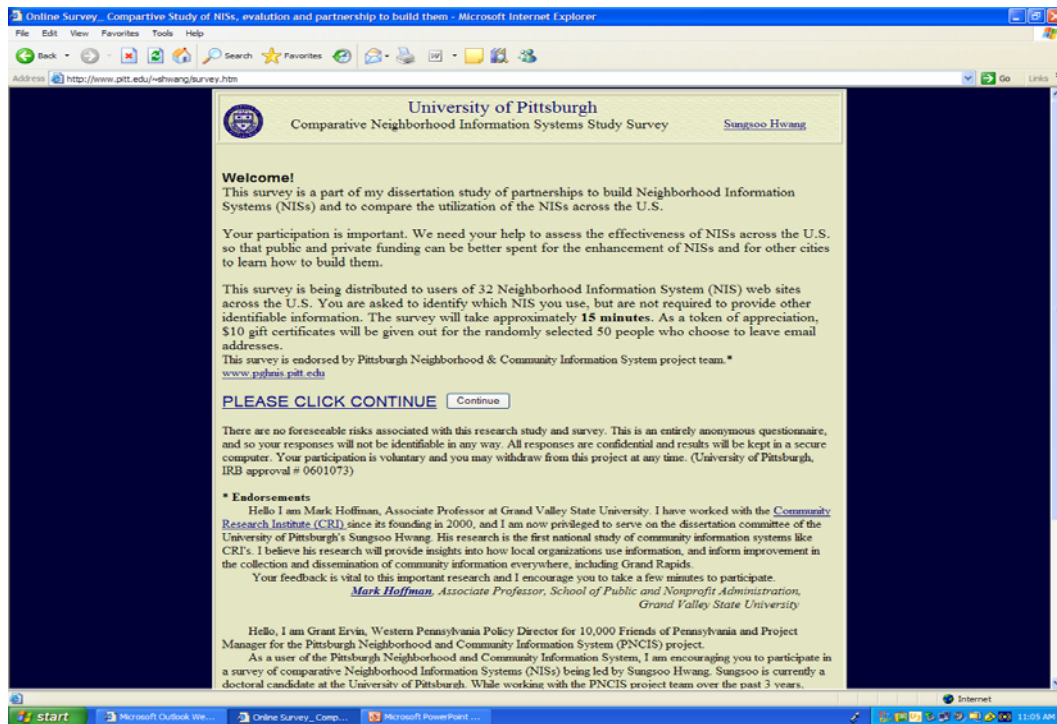 Online Survey_ Compartive Study of NISs, evalution and partnership to build them - Microsoft Internet Explorer
File Edit View Favorites Tools Help
Back Search Favorites
Address http://www.pitt.edu/~shwang/survey.htm Go Links
University of Pittsburgh
Comparative Neighborhood Information Systems Study Survey Sungsoo Hwang
Welcome!
This survey is a part of my dissertation study of partnerships to build Neighborhood Information
Systems (NISs) and to compare the utilization of the NISs across the U.S.
Your participation is important. We need your help to assess the effectiveness of NISs across the U.S.
so that public and private funding can be better spent for the enhancement of NISs and for other cities
to learn how to build them.
This survey is being distributed to users of 32 Neighborhood Information System (NIS) web sites
across the U.S. You are asked to identify which NIS you use, but are not required to provide other
identifiable information. The survey will take approximately 15 minutes. As a token of appreciation,
$10 gift certificates will be given out for the randomly selected 50 people who choose to leave email
addresses.
This survey is endorsed by Pittsburgh Neighborhood & Community Information System project team.*
www.pghnis.pitt.edu
PLEASE CLICK CONTINUE Continue
There are no foreseeable risks associated with this research study and survey. This is an entirely anonymous questionnaire,
and so your responses will not be identifiable in any way. All responses are confidential and results will be kept in a secure
computer. Your participation is voluntary and you may withdraw from this project at any time. (University of Pittsburgh,
IRB approval # 0601073)
* Endorsements
Hello I am Mark Hoffman, Associate Professor at Grand Valley State University. I have worked with the Community
Research Institute (CRI) since its founding in 2000, and I am now privileged to serve on the dissertation committee of the
University of Pittsburgh's Sungsoo Hwang. His research is the first national study of community information systems like
CRI's. I believe his research will provide insights into how local organizations use information, and inform improvement in
the collection and dissemination of community information everywhere, including Grand Rapids.
Your feedback is vital to this important research and I encourage you to take a few minutes to participate.
Mark Hoffman, Associate Professor, School of Public and Nonprofit Administration,
Grand Valley State University
Hello, I am Grant Ervin, Western Pennsylvania Policy Director for 10,000 Friends of Pennsylvania and Project
Manager for the Pittsburgh Neighborhood and Community Information System (PNCIS) project.
As a user of the Pittsburgh Neighborhood and Community Information System, I am encouraging you to participate in
a survey of comparative Neighborhood Information Systems (NISs) being led by Sungsoo Hwang. Sungsoo is currently a
doctoral candidate at the University of Pittsburgh. While working with the PNCIS project team over the past 3 years,
Internet
start Microsoft Outlook We... Online Survey_ Comp... Microsoft PowerPoint ... 11:05 AM